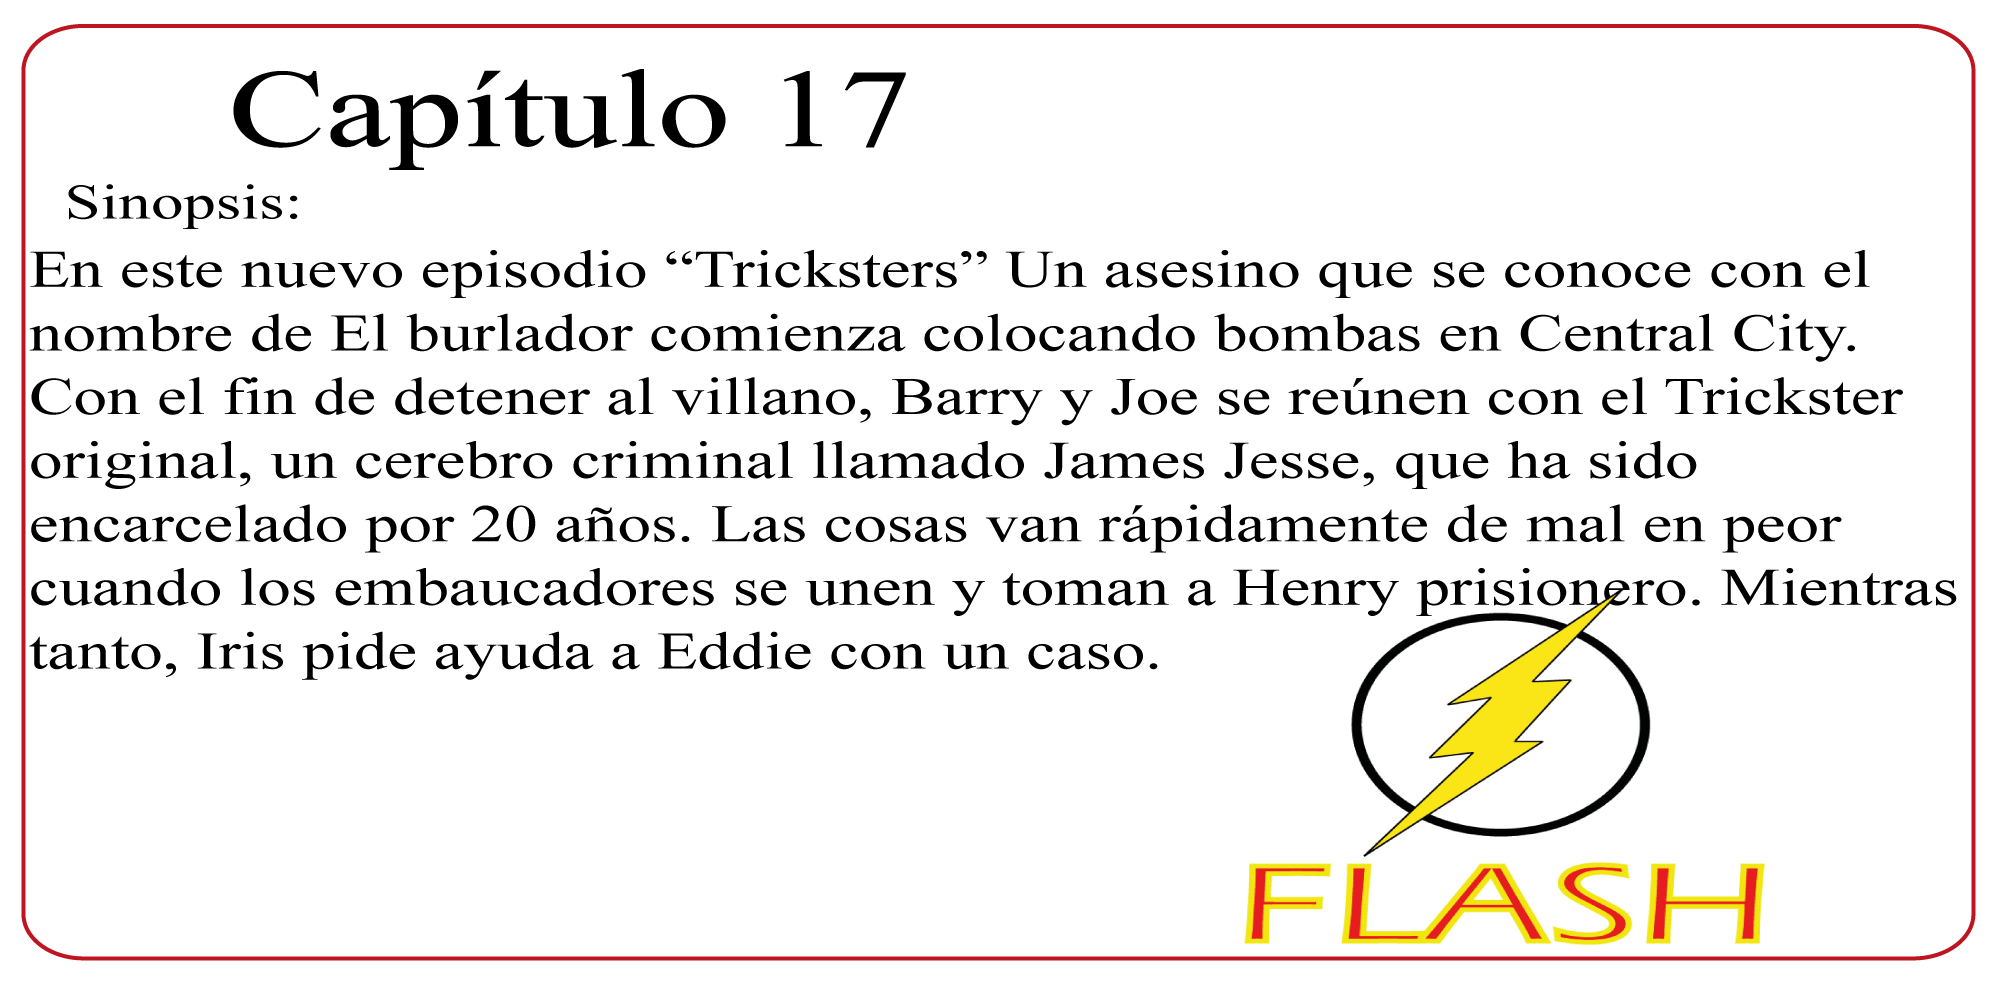 Capítulo 17
Sinopsis:
En este nuevo episodio “Tricksters” Un asesino que se conoce con el
nombre de El burlador comienza colocando bombas en Central City.
Con el fin de detener al villano, Barry y Joe se reúnen con el Trickster
original, un cerebro criminal llamado James Jesse, que ha sido
encarcelado por 20 años. Las cosas van rápidamente de mal en peor
cuando los embaucadores se unen y toman a Henry prisionero. Mientras
tanto, Iris pide ayuda a Eddie con un caso.
FLASH